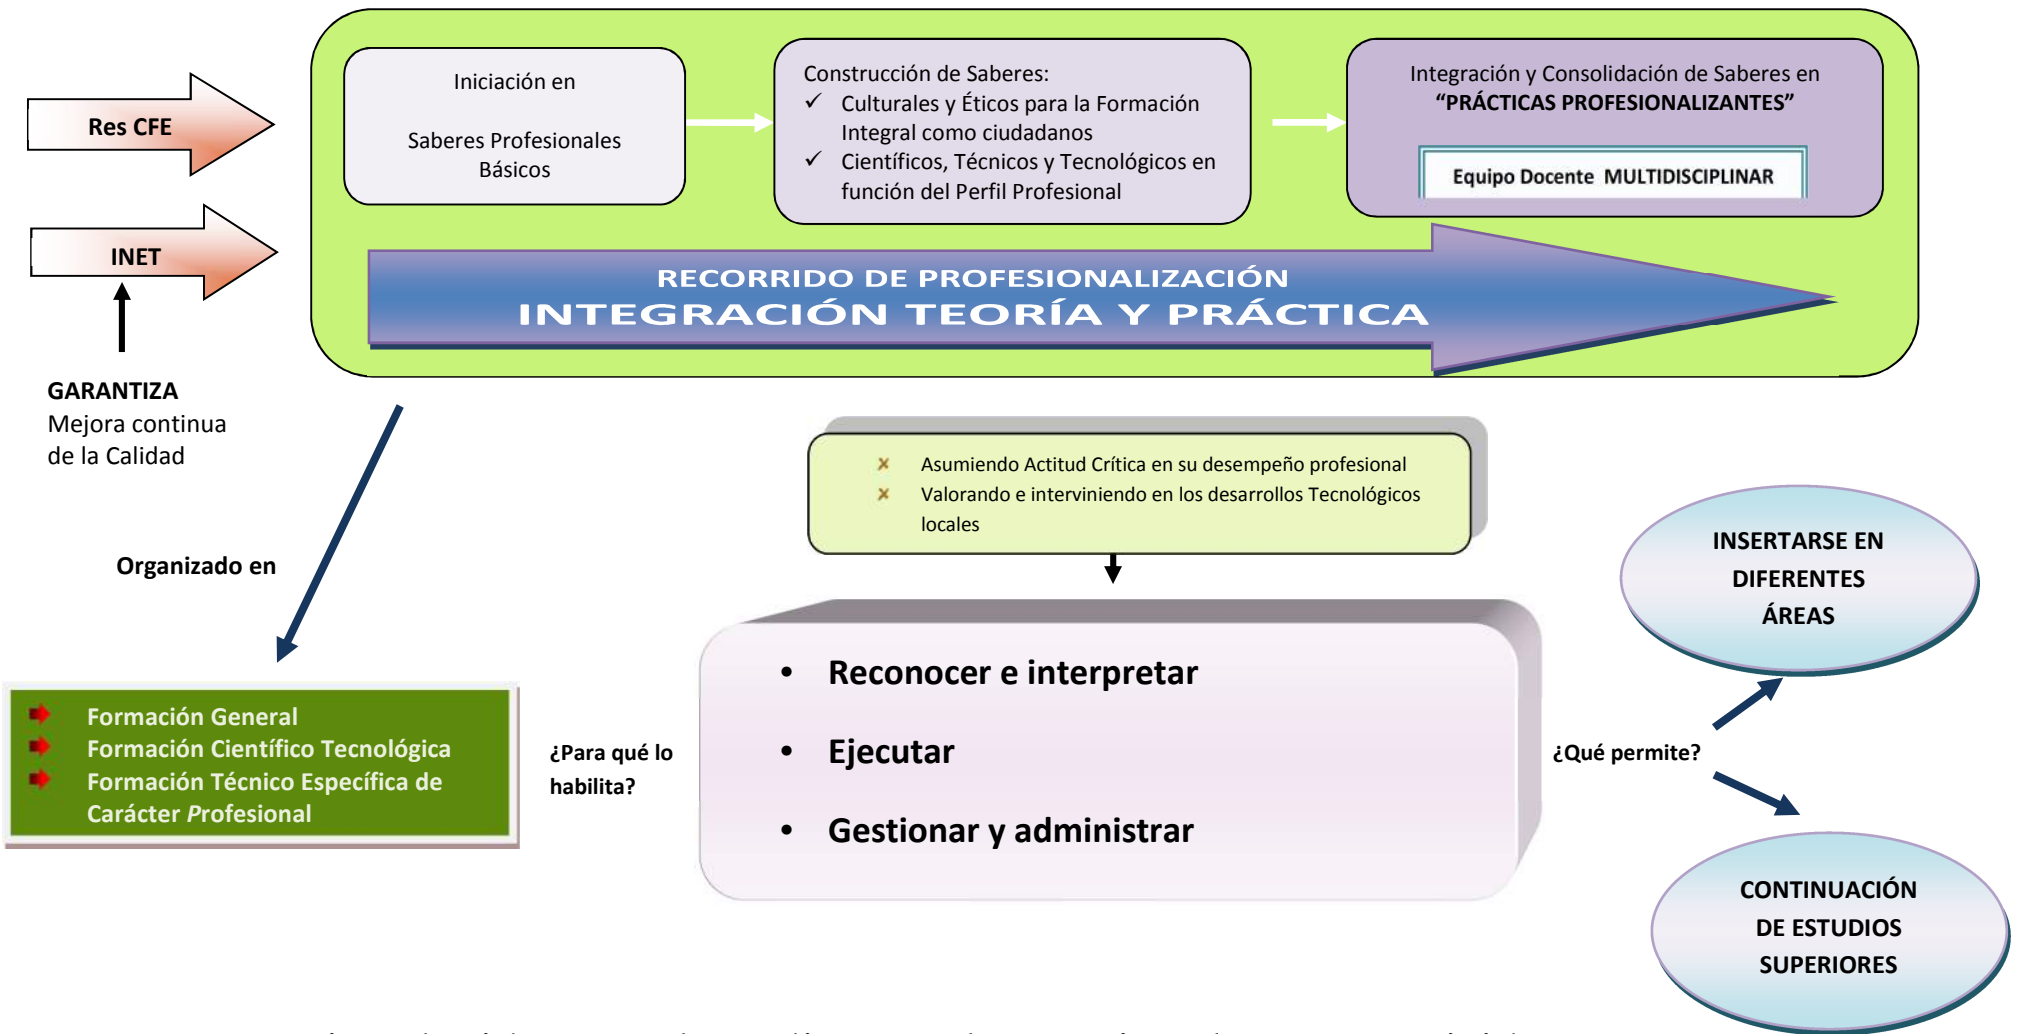 Res CFE
INET
GARANTIZA
Mejora continua
de la Calidad
Iniciación en
Saberes Profesionales
Básicos
Construcción de Saberes:
✓ Culturales y Éticos para la Formación
Integral como ciudadanos
✓ Científicos, Técnicos y Tecnológicos en
función del Perfil Profesional
Integración y Consolidación de Saberes en
“PRÁCTICAS PROFESIONALIZANTES”
Equipo Docente MULTIDISCIPLINAR
RECORRIDO DE PROFESIONALIZACIÓN
INTEGRACIÓN TEORÍA Y PRÁCTICA
Organizado en
Formación General
Formación Científico Tecnológica
Formación Técnico Específica de
Carácter Profesional
¿Para qué lo
habilita?
Asumiendo Actitud Crítica en su desempeño profesional
Valorando e interviniendo en los desarrollos Tecnológicos
locales
• Reconocer e interpretar
• Ejecutar
• Gestionar y administrar
¿Qué permite?
INSERTARSE EN
DIFERENTES
ÁREAS
CONTINUACIÓN
DE ESTUDIOS
SUPERIORES